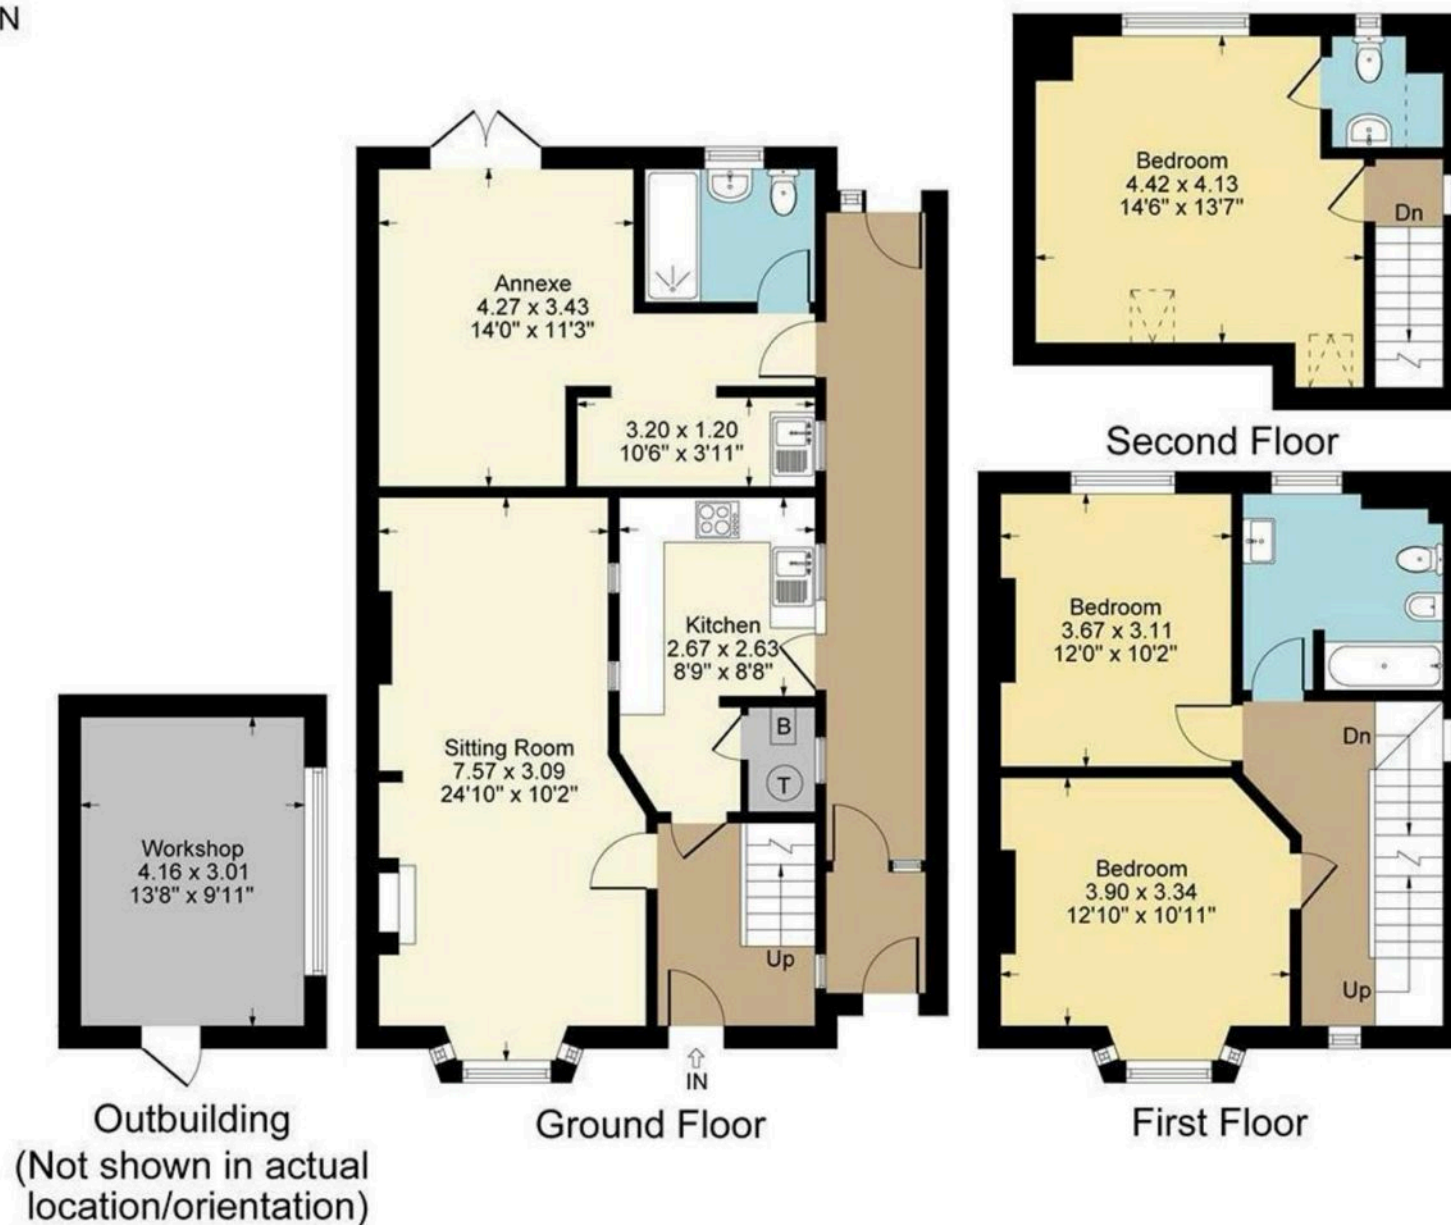 N
Bedroom
4.42 x 4.13
14'6" x 13'7"
Dn
Second Floor
Annexe
4.27 x 3.43
14'0" x 11'3"
3.20 x 1.20
10'6" x 3'11"
Kitchen
2.67 x 2.63
8'9" x 8'8"
B
T
Sitting Room
7.57 x 3.09
24'10" x 10'2"
Up
IN
Ground Floor
Workshop
4.16 x 3.01
13'8" x 9'11"
Outbuilding
(Not shown in actual
location/orientation)
Bedroom
3.67 x 3.11
12'0" x 10'2"
Dn
Bedroom
3.90 x 3.34
12'10" x 10'11"
Up
First Floor